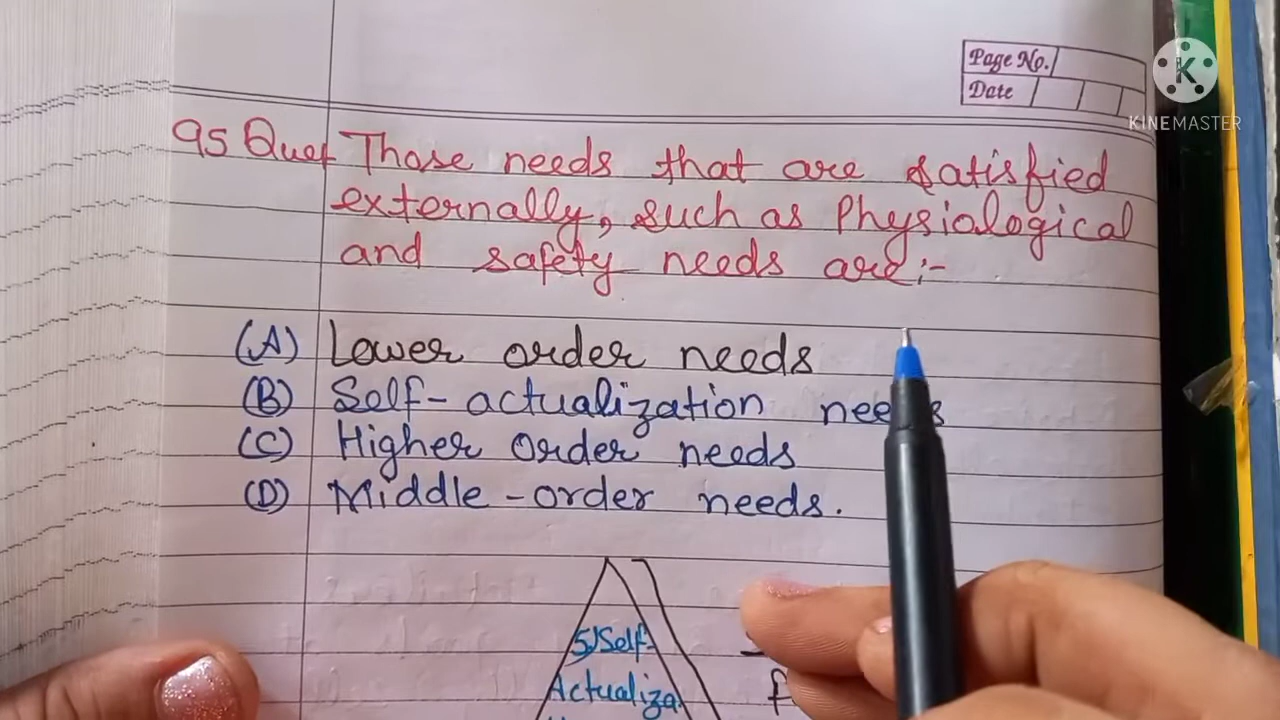 Page No.
Date
K
KINEMASTER
95 Ques Those needs that are satisfied
externally, such as Physiological
and safety needs are:-
(A) Lower order needs
(B) Self-actualization needs
(C) Higher order needs
(D) Middle-order needs.
5) Self-
Actualiza